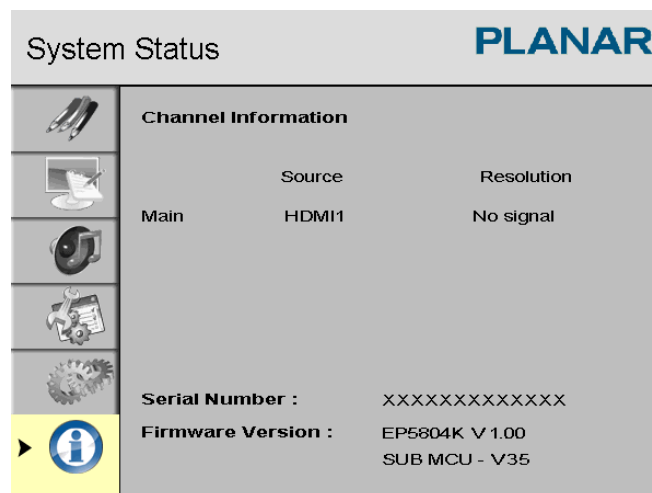 System Status PLANAR
Channel Information
Source Resolution
Main HDMI1 No signal
Serial Number : XXXXXXXXXXXXX
Firmware Version : EP5804K V 1.00
SUB MCU - V35